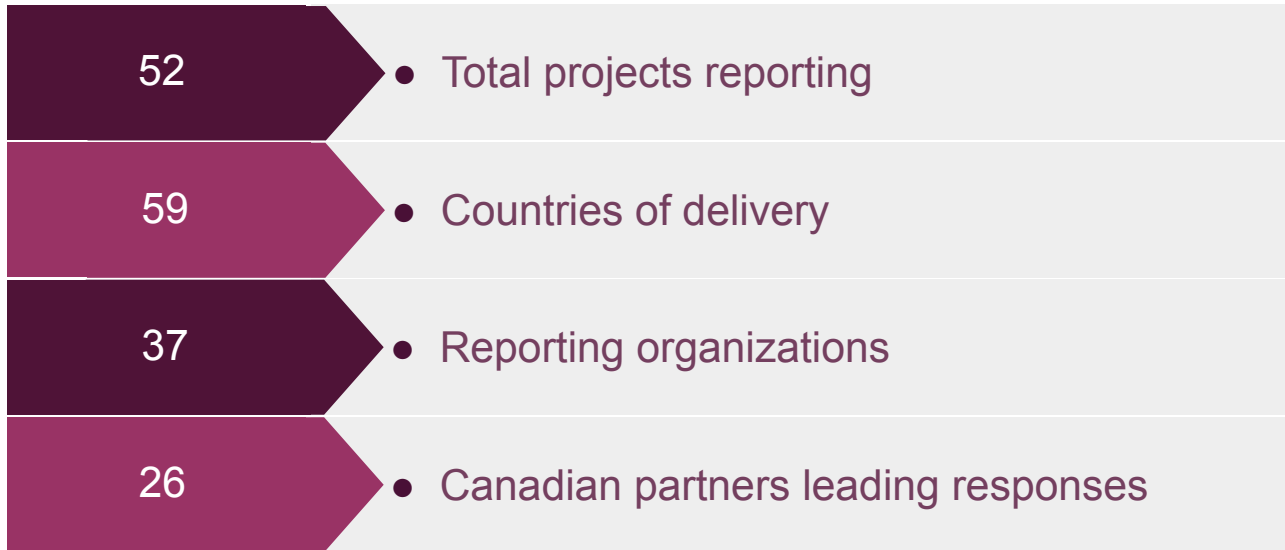 52 • Total projects reporting
59 • Countries of delivery
37 • Reporting organizations
26 • Canadian partners leading responses